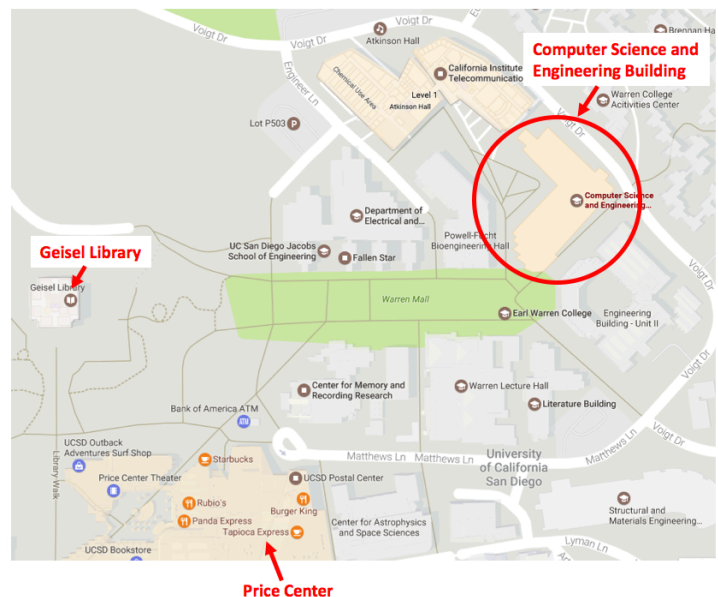 Voigt Dr
Voigt Dr
Voigt Dr
Atkinson Hall
Brennan Ha
Computer Science and
Engineering Building
Engineer Ln
Chemical Use Area
California Institute
Telecommunicatio
Level 1
Atkinson Hall
Warren College
Acitivities Center
Lot P503
P
Voigt Dr
Computer Science
and Engineering...
Department of
Electrical and...
Powell-Focht
Bioengineering Hall
UC San Diego Jacobs
School of Engineering
Fallen Star
Geisel Library
Geisel Library
Voigt Dr
Warren Mall
Earl Warren College
Engineering
Building - Unit II
Center for Memory and
Recording Research
Warren Lecture Hall
Literature Building
Voigt Dr
Bank of America ATM
ATM
UCSD Outback
Adventures Surf Shop
Library Walk
Starbucks
Matthews Ln
Matthews Ln
Matthews Ln
Voigt Dr
University
of California
San Diego
Price Center Theater
UCSD Postal Center
Rubio's
Burger King
Panda Express
Tapioca Express
Center for Astrophysics
and Space Sciences
Structural and
Materials Engineering...
UCSD Bookstore
Lyman Ln
Price Center